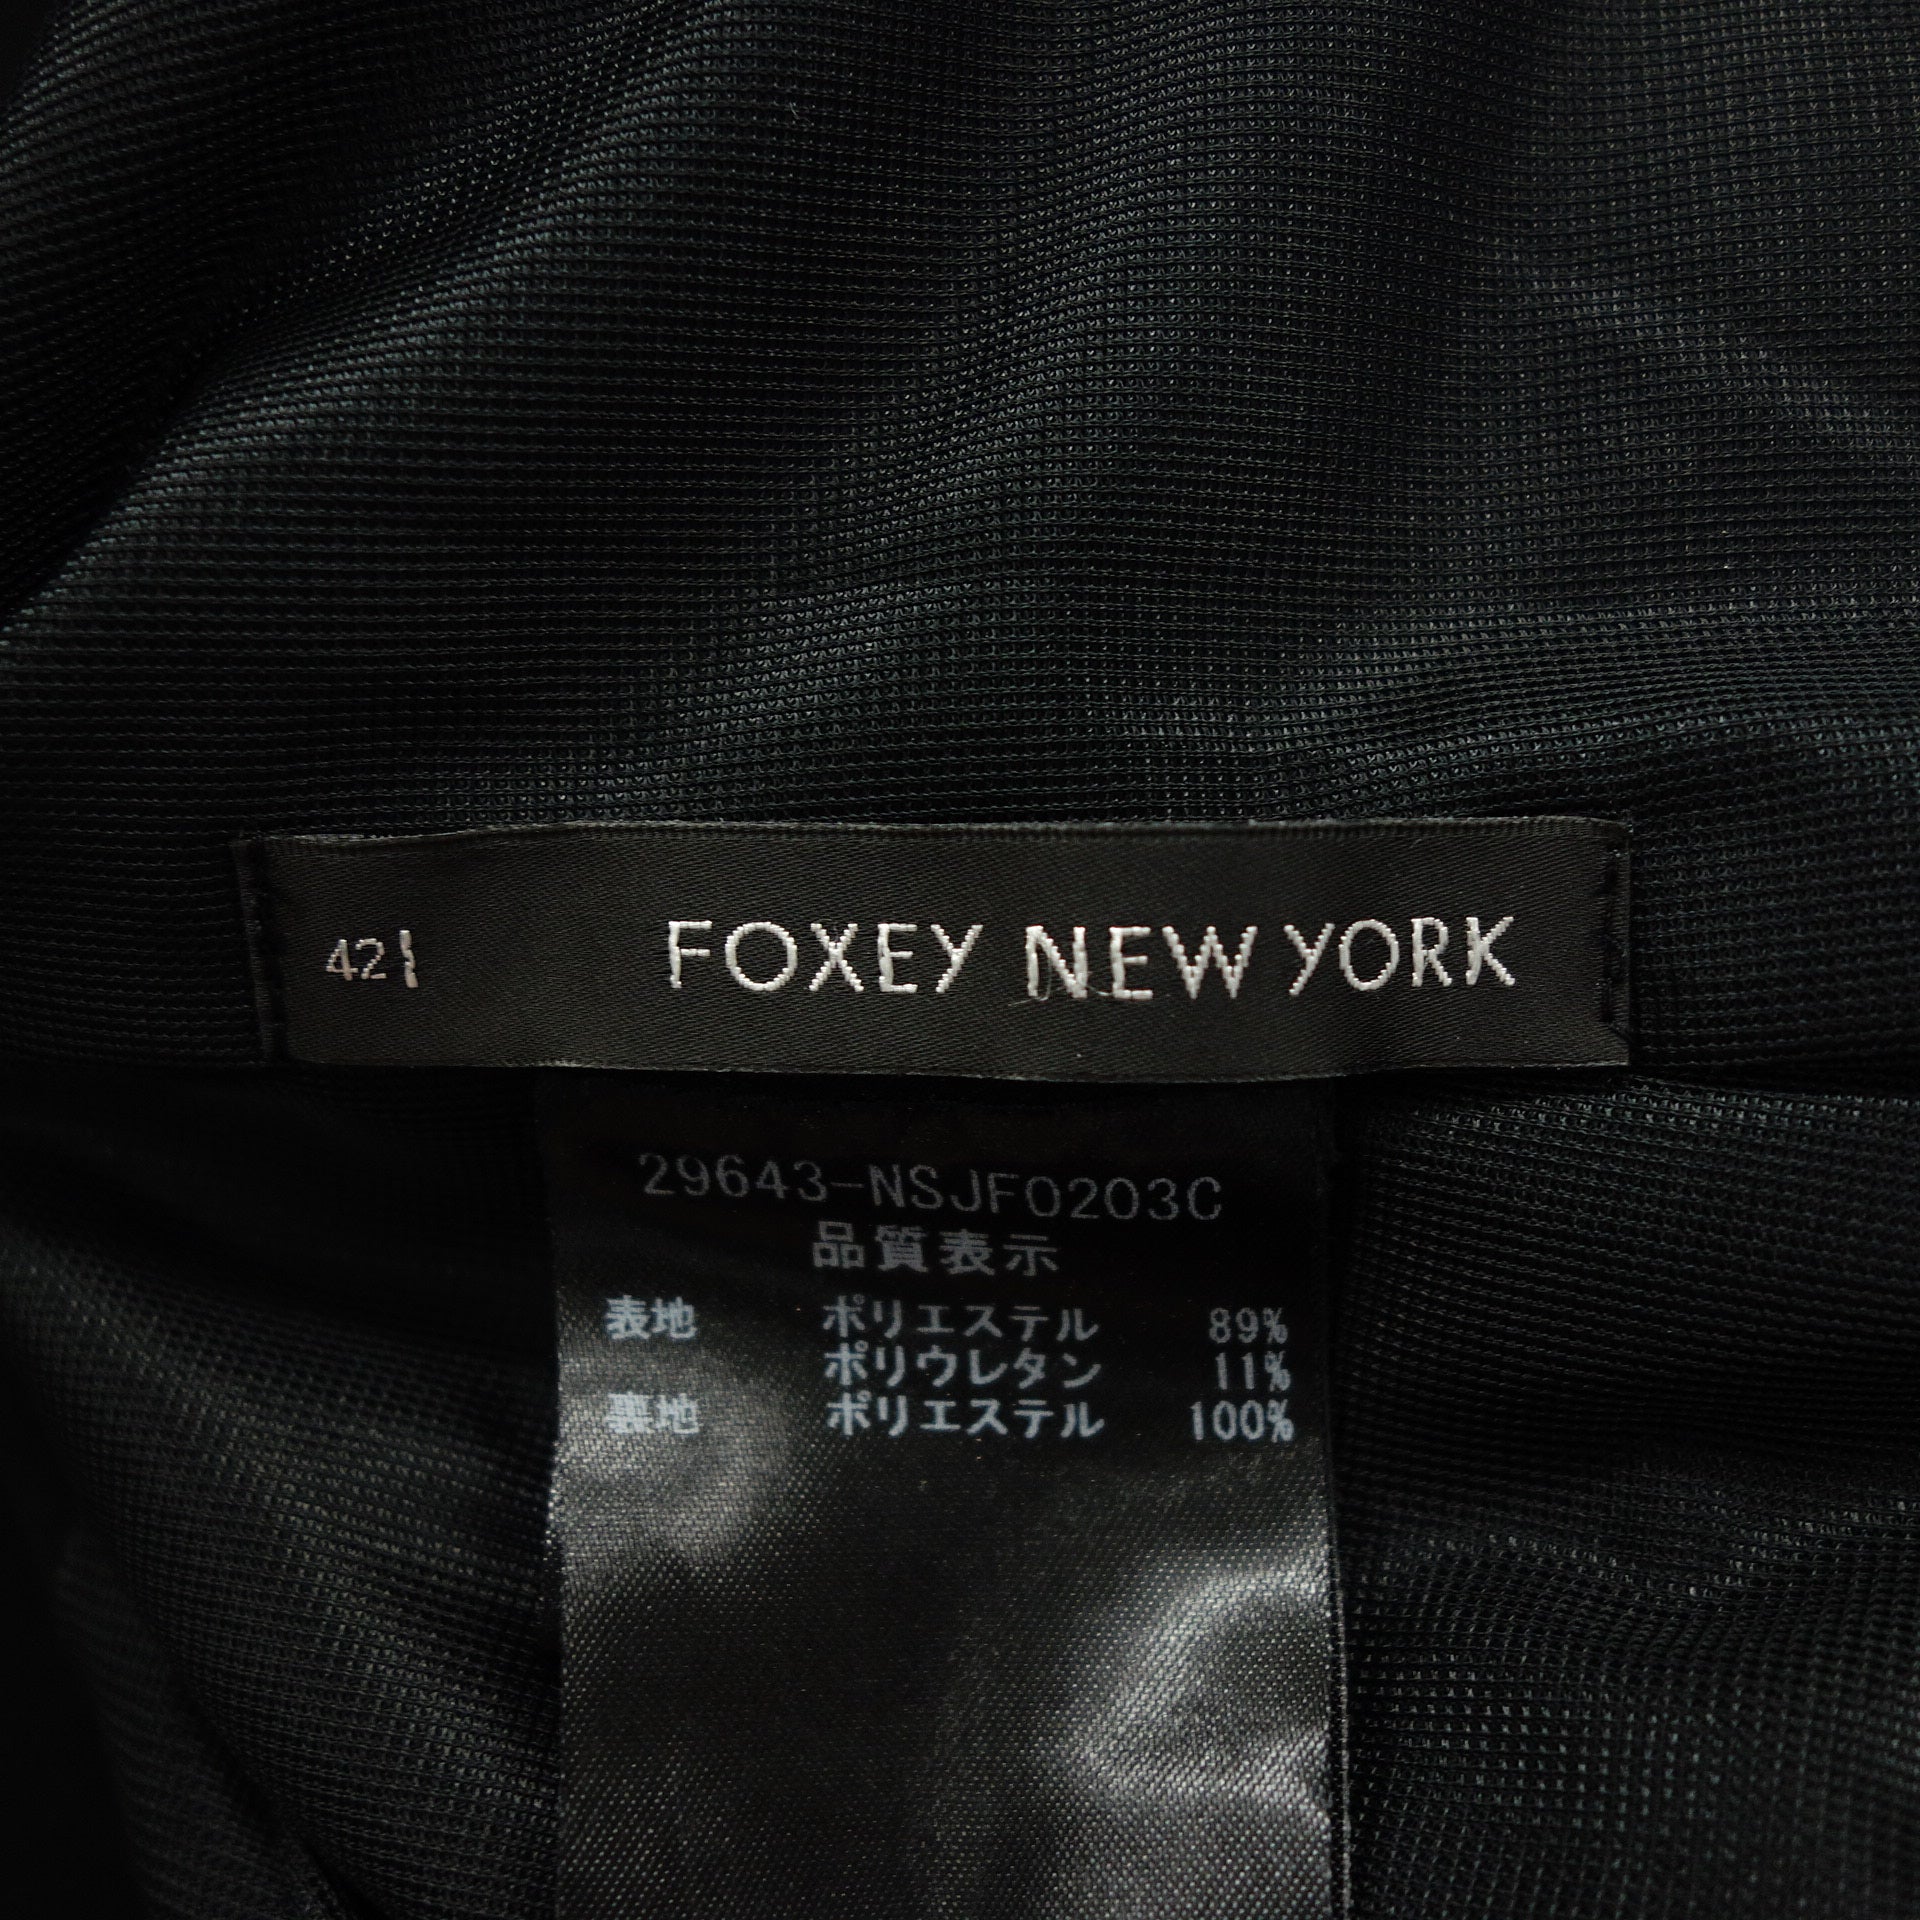 42 FOXEY NEW YORK
29643-NSJF0203C
品質表示
表地 ポリエステル 89%
ポリウレタン 11%
裏地 ポリエステル 100%